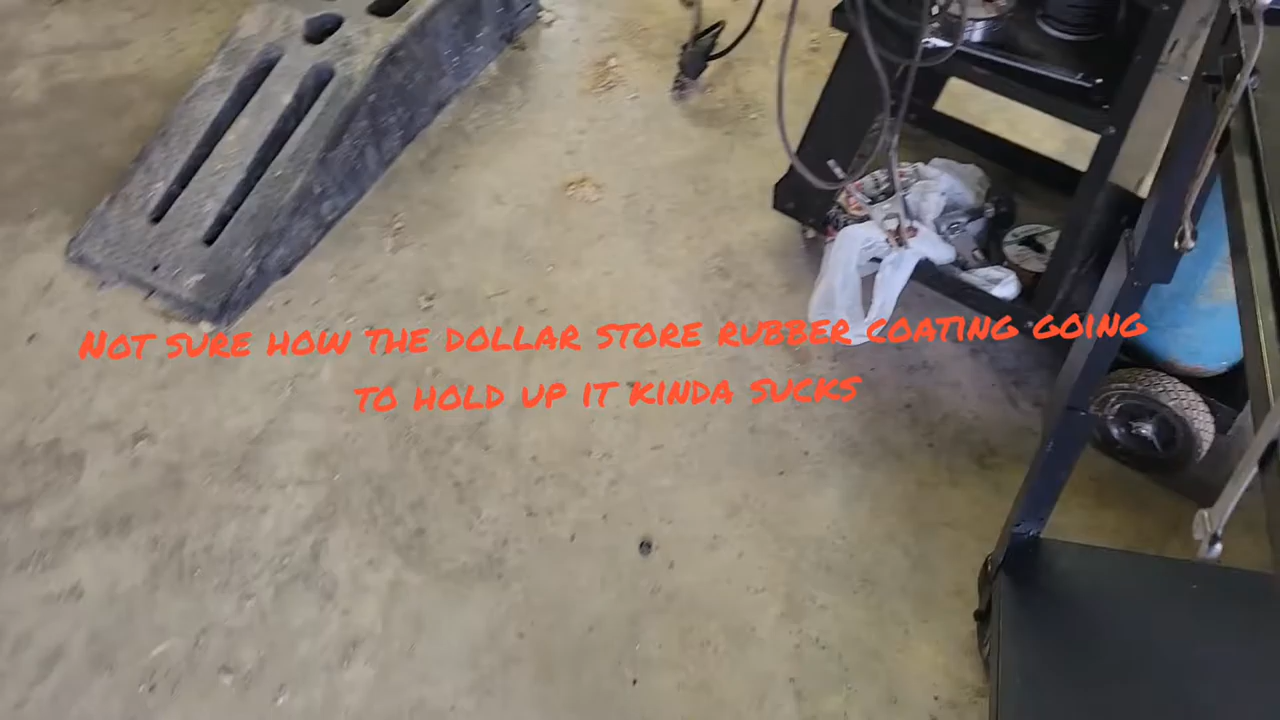 Not sure how the dollar store rubber coating going
to hold up it kinda sucks